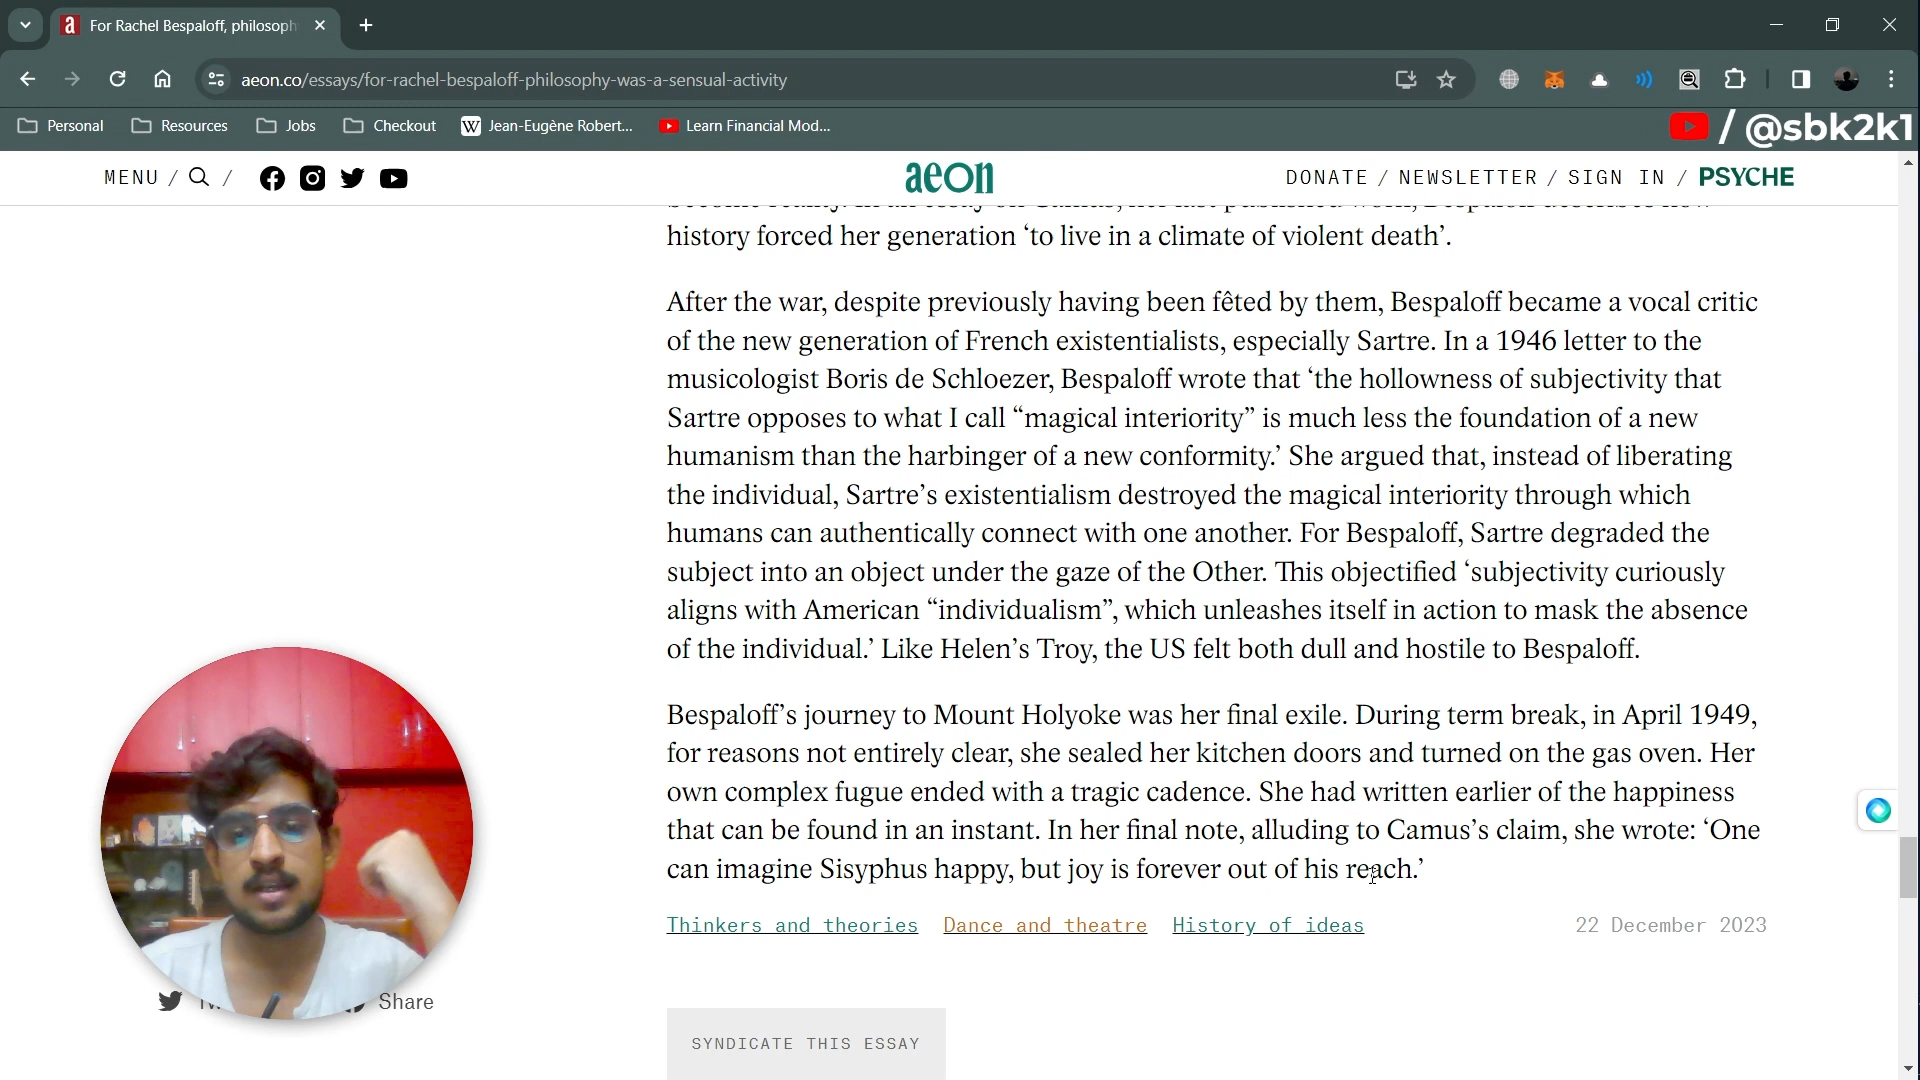 For Rachel Bespaloff, philosoph
aeon.co/essays/for-rachel-bespaloff-philosophy-was-a-sensual-activity
Personal Resources Jobs Checkout Jean-Eugène Robert... Learn Financial Mod...
/ @sbk2k1
MENU / / aeon DONATE / NEWSLETTER / SIGN IN / PSYCHE
history forced her generation ‘to live in a climate of violent death’.
After the war, despite previously having been fêted by them, Bespaloff became a vocal critic
of the new generation of French existentialists, especially Sartre. In a 1946 letter to the
musicologist Boris de Schloezer, Bespaloff wrote that ‘the hollowness of subjectivity that
Sartre opposes to what I call “magical interiority” is much less the foundation of a new
humanism than the harbinger of a new conformity.’ She argued that, instead of liberating
the individual, Sartre’s existentialism destroyed the magical interiority through which
humans can authentically connect with one another. For Bespaloff, Sartre degraded the
subject into an object under the gaze of the Other. This objectified ‘subjectivity curiously
aligns with American “individualism”, which unleashes itself in action to mask the absence
of the individual.’ Like Helen’s Troy, the US felt both dull and hostile to Bespaloff.
Bespaloff’s journey to Mount Holyoke was her final exile. During term break, in April 1949,
for reasons not entirely clear, she sealed her kitchen doors and turned on the gas oven. Her
own complex fugue ended with a tragic cadence. She had written earlier of the happiness
that can be found in an instant. In her final note, alluding to Camus’s claim, she wrote: ‘One
can imagine Sisyphus happy, but joy is forever out of his reach.’
Thinkers and theories Dance and theatre History of ideas 22 December 2023
Share
SYNDICATE THIS ESSAY